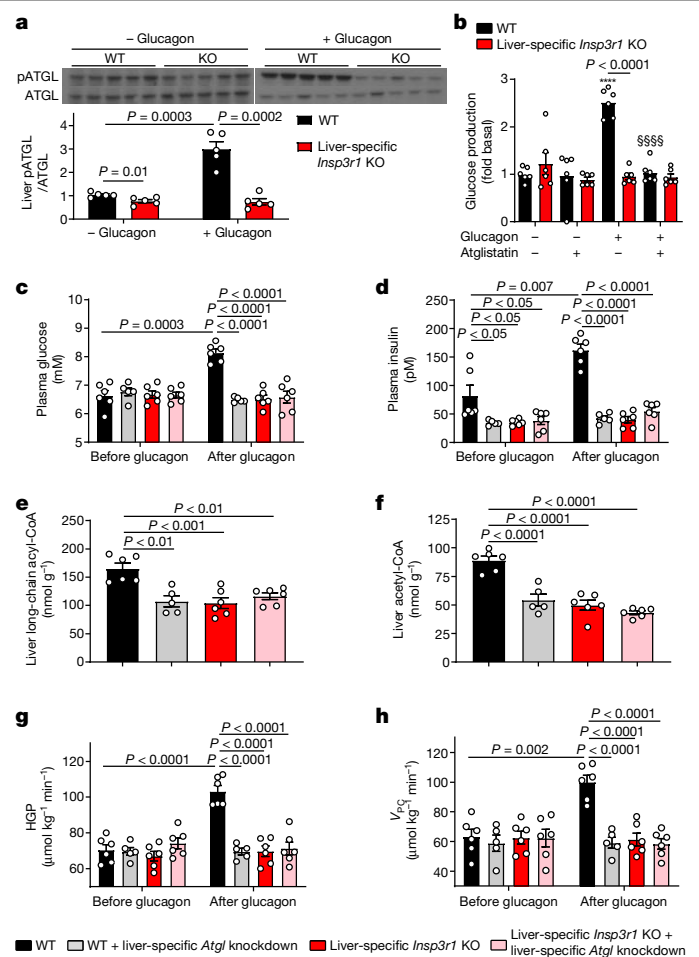 a
– Glucagon
+ Glucagon
WT
KO
WT
KO
pATGL
ATGL
P = 0.0003
P = 0.0002
P = 0.01
WT
Liver-specific Insp3r1 KO
Liver pATGL /ATGL
4
3
2
1
0
– Glucagon
+ Glucagon
b
WT
Liver-specific Insp3r1 KO
P < 0.0001
****
§§§§
Glucose production (fold basal)
3
2
1
0
Glucagon – – + +
Atglistatin – + – +
c
P < 0.0001
P < 0.0001
P = 0.0003
P < 0.0001
Plasma glucose (mM)
10
9
8
7
6
5
Before glucagon
After glucagon
d
P = 0.007
P < 0.0001
P < 0.05
P < 0.0001
P < 0.05
P < 0.0001
P < 0.05
Plasma insulin (pM)
250
200
150
100
50
0
Before glucagon
After glucagon
e
P < 0.01
P < 0.001
P < 0.01
Liver long-chain acyl-CoA (nmol g⁻¹)
250
200
150
100
50
0
f
P < 0.0001
P < 0.0001
P < 0.0001
Liver acetyl-CoA (nmol g⁻¹)
125
100
75
50
25
0
g
P < 0.0001
P < 0.0001
P < 0.0001
P < 0.0001
HGP (μmol kg⁻¹ min⁻¹)
120
100
80
60
Before glucagon
After glucagon
h
P < 0.0001
P < 0.0001
P = 0.002
P < 0.0001
V_PC (μmol kg⁻¹ min⁻¹)
120
100
80
60
40
Before glucagon
After glucagon
WT
WT + liver-specific Atgl knockdown
Liver-specific Insp3r1 KO
Liver-specific Insp3r1 KO +
liver-specific Atgl knockdown